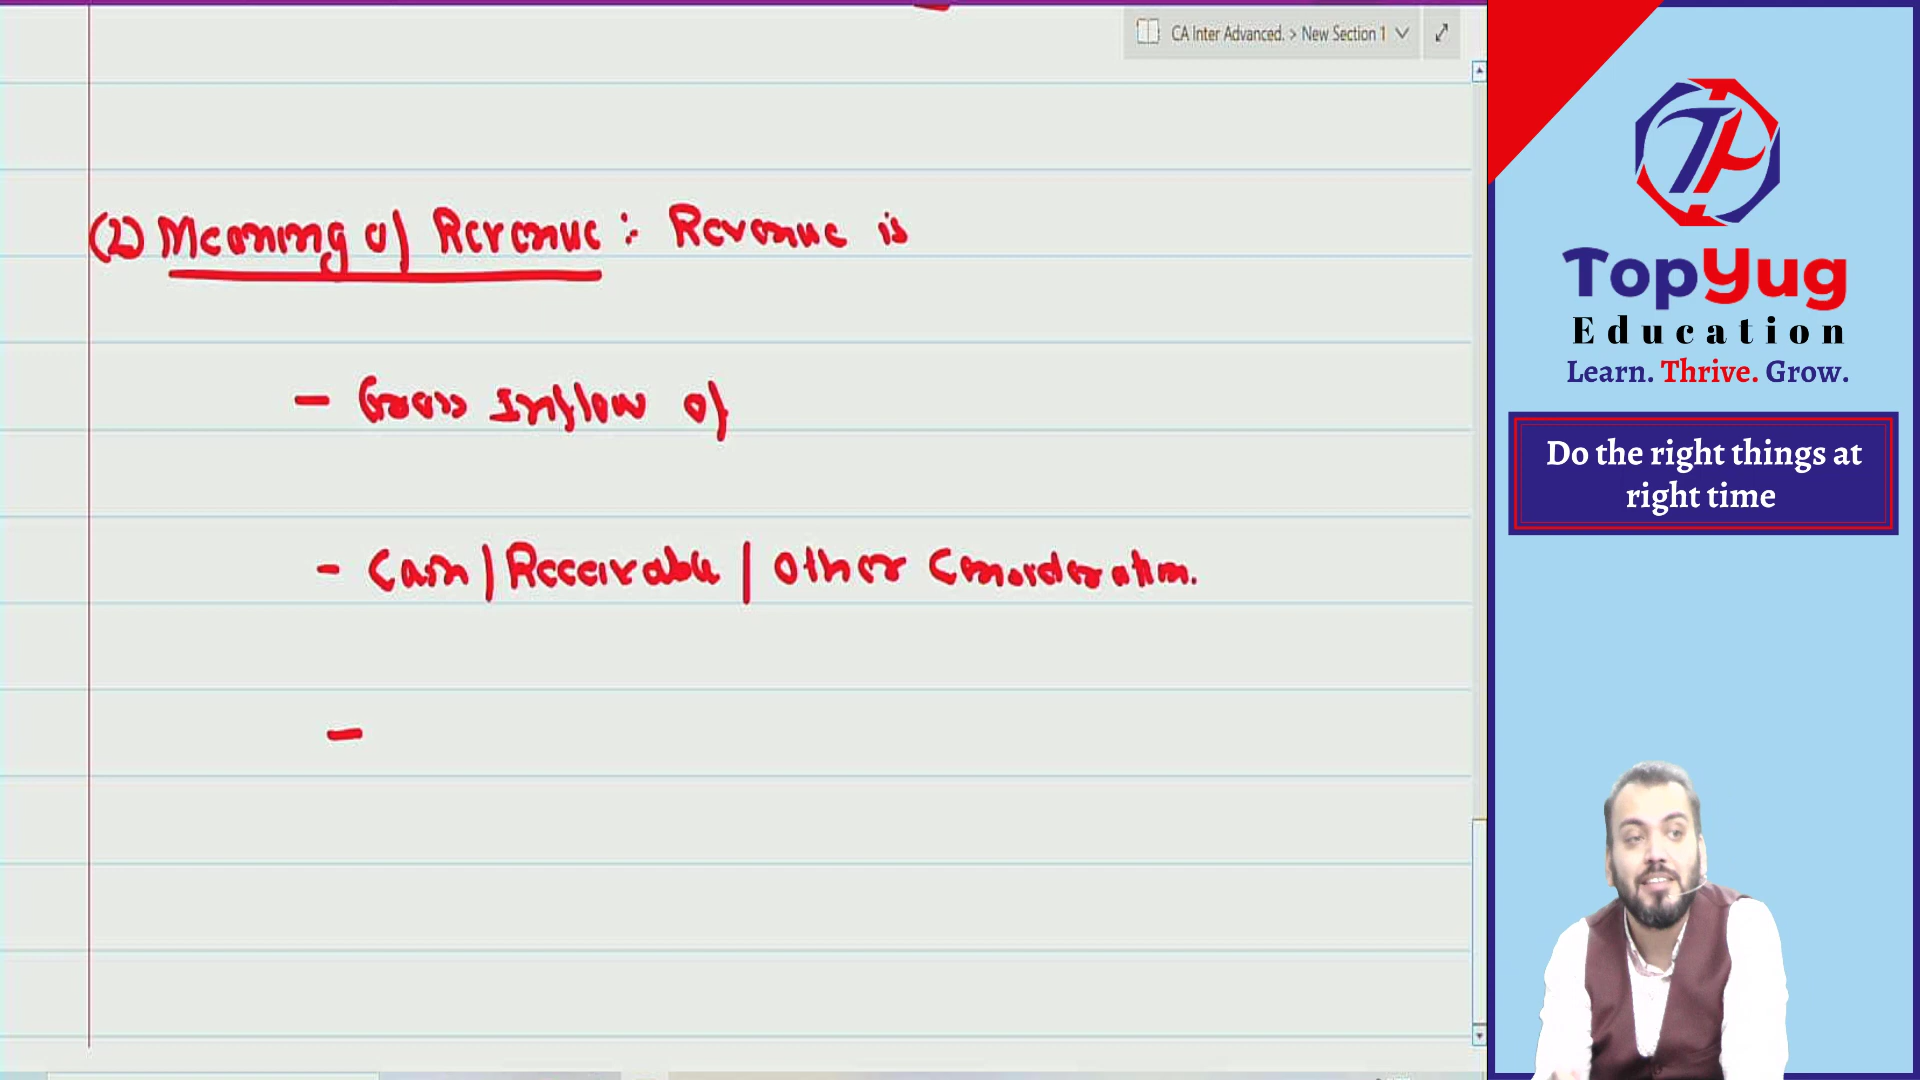 CA Inter Advanced. > New Section 1
(2) Meaning of Revenue :- Revenue is
- Gross Inflow of
- Cash | Receivable | Other Consideration.
-
TopYug
Education
Learn. Thrive. Grow.
Do the right things at
right time